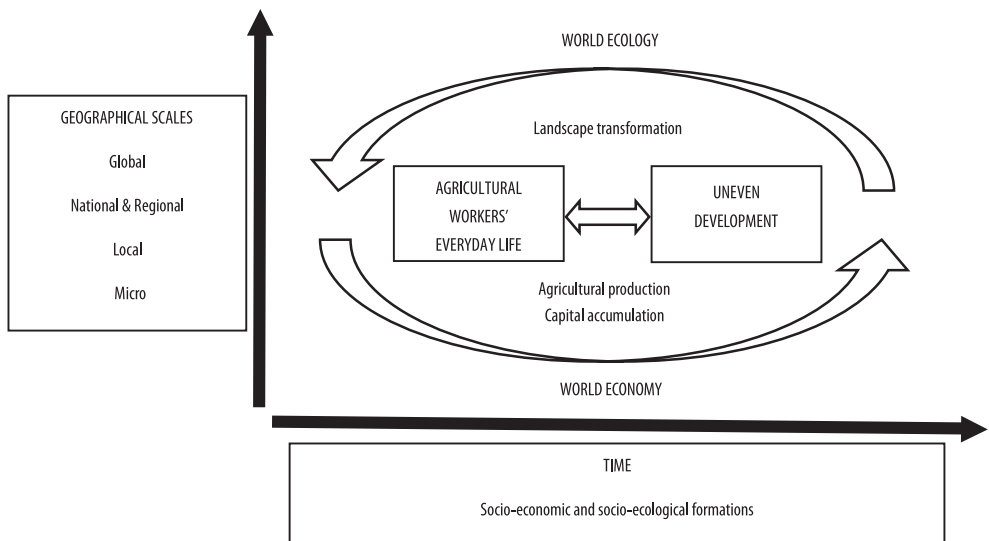 WORLD ECOLOGY
GEOGRAPHICAL SCALES
Global
National & Regional
Local
Micro
Landscape transformation
AGRICULTURAL
WORKERS’
EVERYDAY LIFE
UNEVEN
DEVELOPMENT
Agricultural production
Capital accumulation
WORLD ECONOMY
TIME
Socio-economic and socio-ecological formations